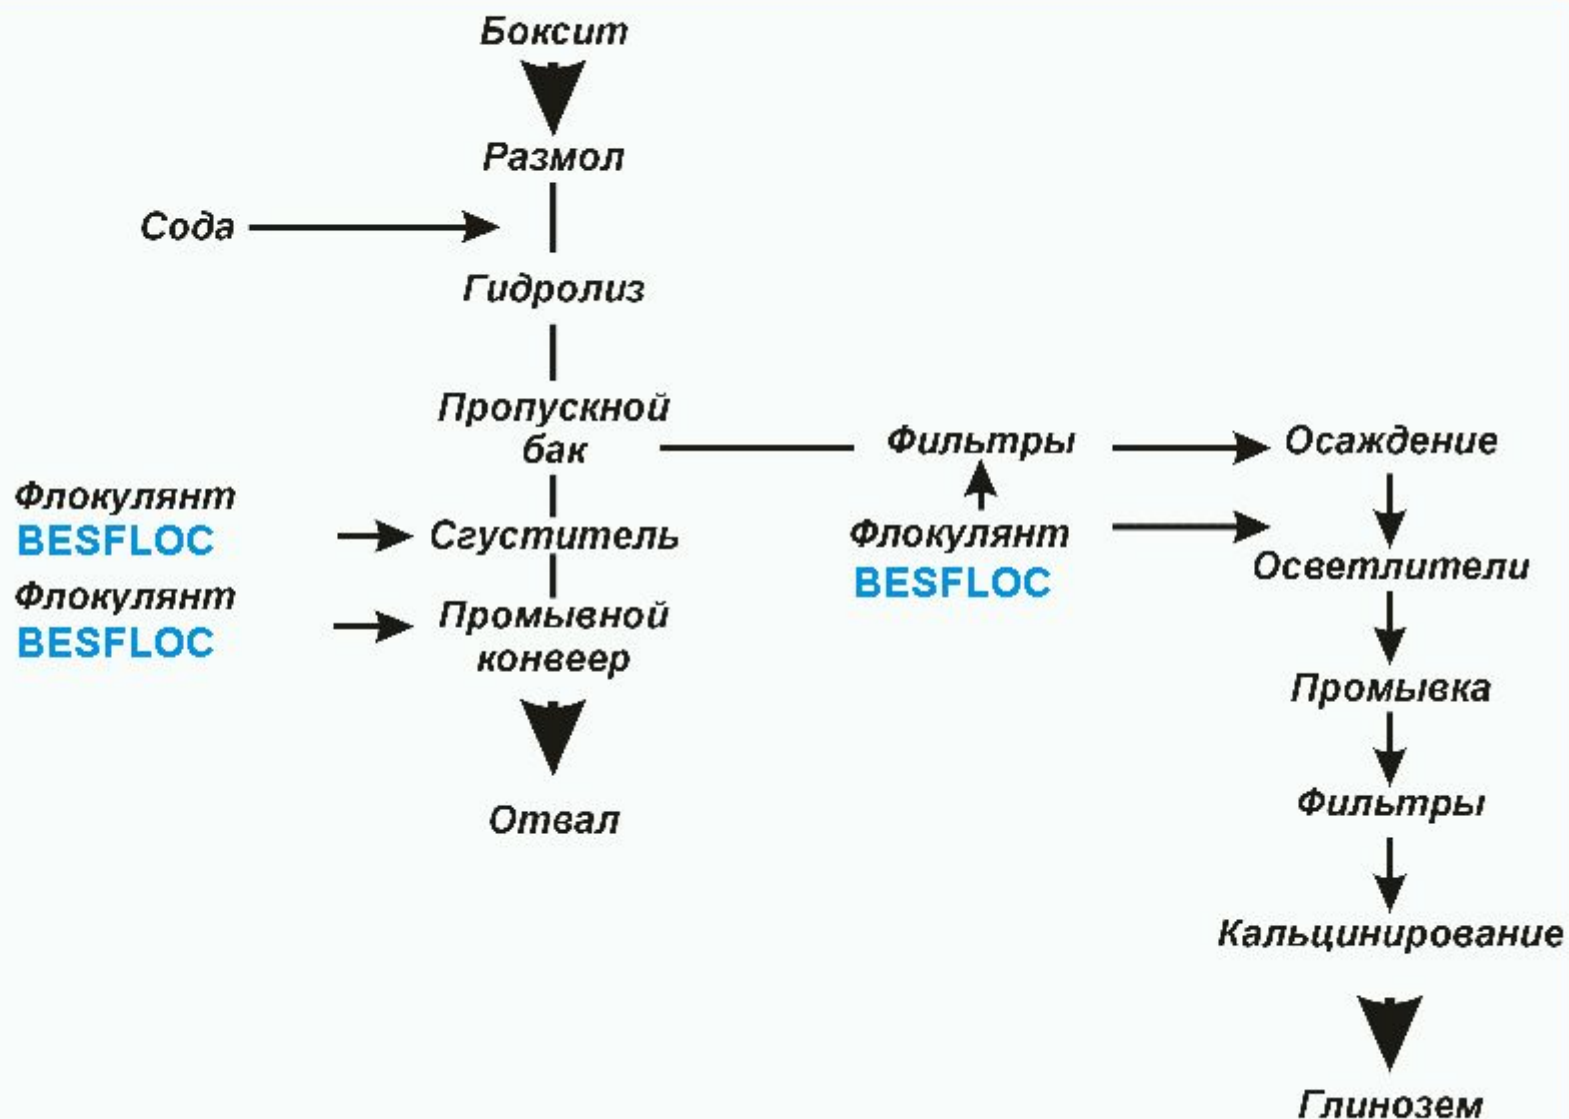 Боксит
Размол
Сода
Гидролиз
Пропускной
бак
Фильтры
Осаждение
Флокулянт
BESFLOC
Сгуститель
Флокулянт
BESFLOC
Осветлители
Флокулянт
BESFLOC
Промывной
конвеер
Промывка
Фильтры
Отвал
Кальцинирование
Глинозем